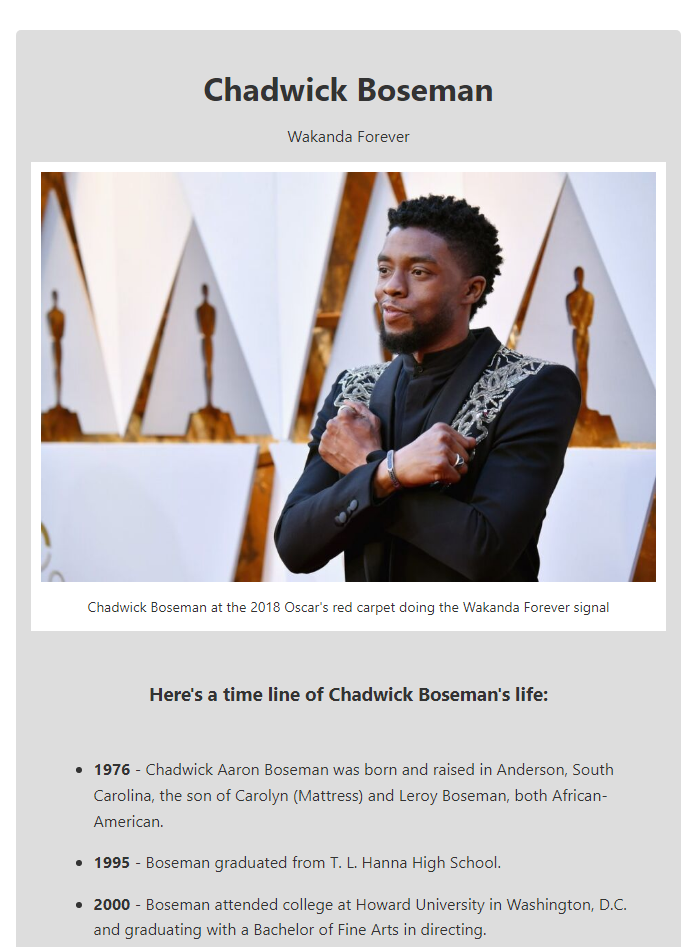 Chadwick Boseman
Wakanda Forever
Chadwick Boseman at the 2018 Oscar's red carpet doing the Wakanda Forever signal
Here's a time line of Chadwick Boseman's life:
• 1976 - Chadwick Aaron Boseman was born and raised in Anderson, South
Carolina, the son of Carolyn (Mattress) and Leroy Boseman, both African-
American.
• 1995 - Boseman graduated from T. L. Hanna High School.
• 2000 - Boseman attended college at Howard University in Washington, D.C.
and graduating with a Bachelor of Fine Arts in directing.